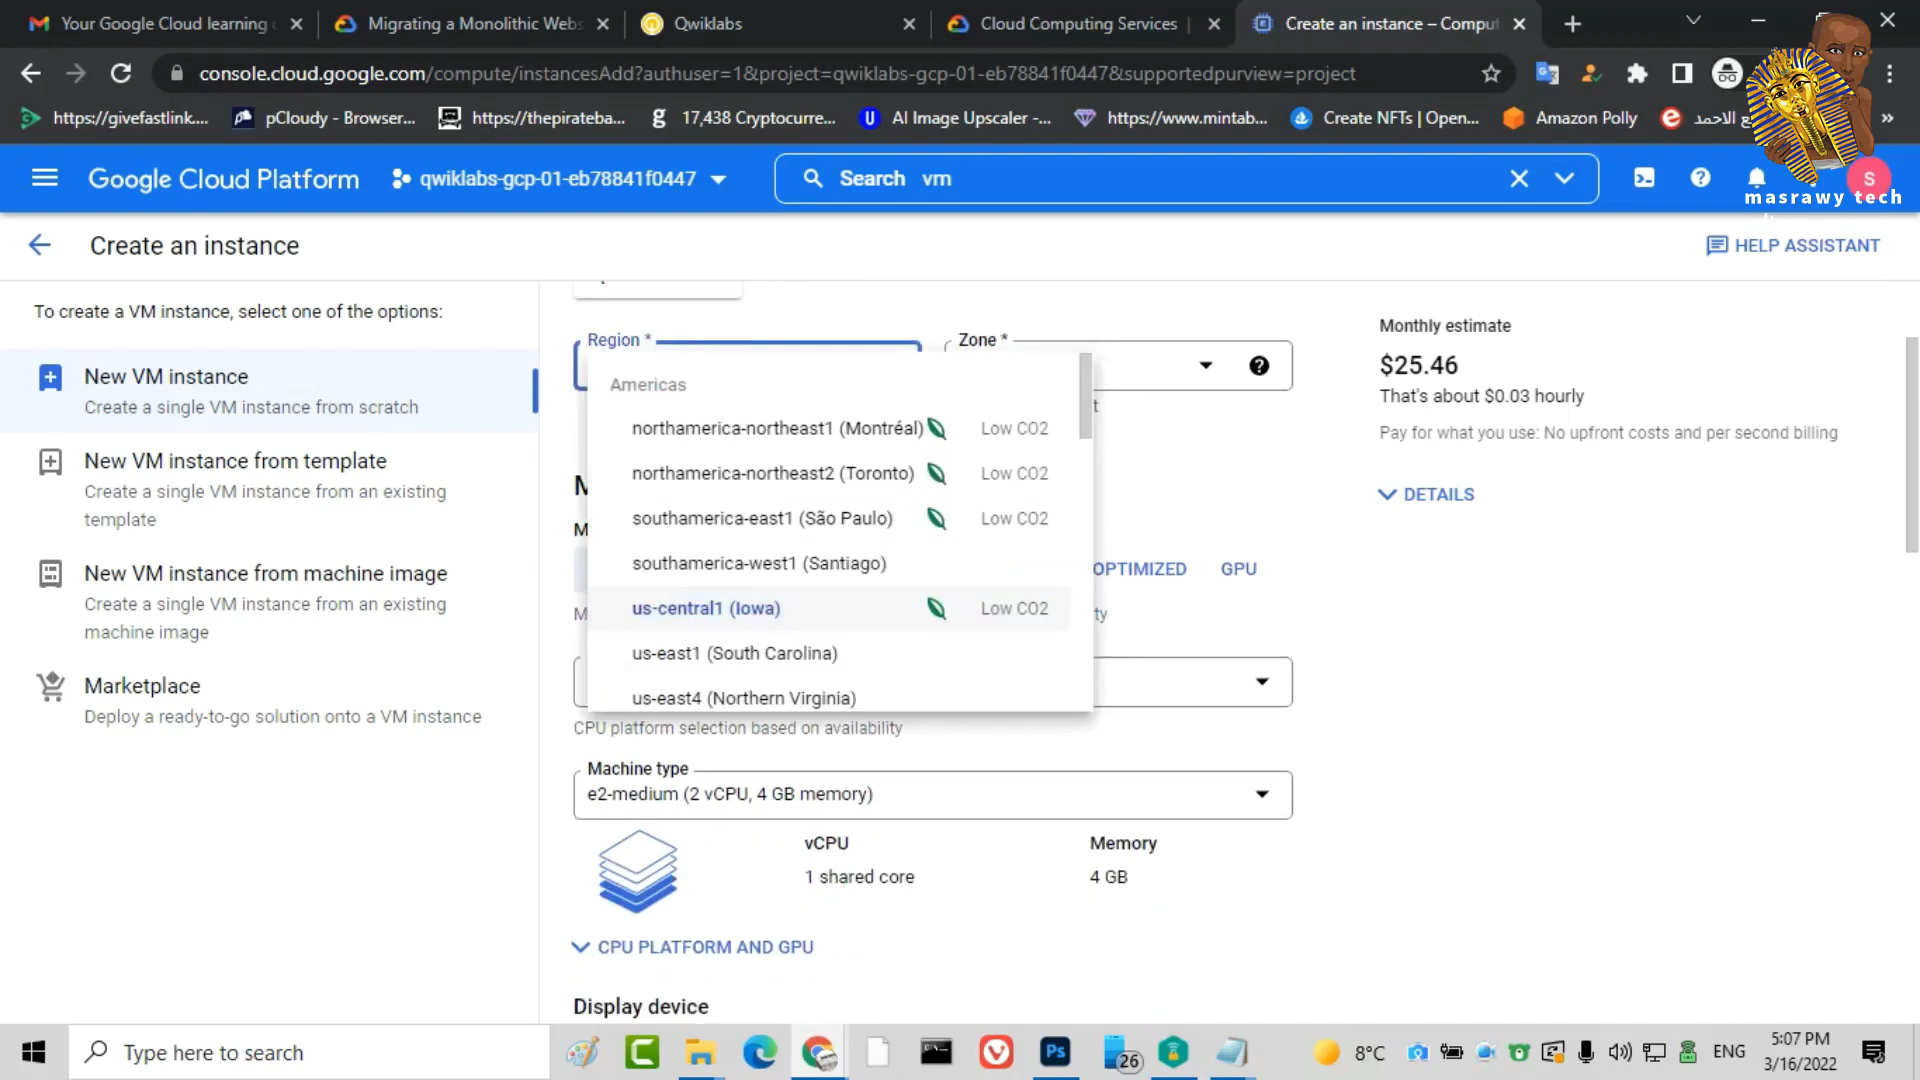 Your Google Cloud learning
Migrating a Monolithic Webs
Qwiklabs
Cloud Computing Services
Create an instance – Comput
console.cloud.google.com/compute/instancesAdd?authuser=1&project=qwiklabs-gcp-01-eb78841f0447&supportedpurview=project
https://givefastlink....
pCloudy - Browser...
https://thepirateba...
17,438 Cryptocurre...
AI Image Upscaler -...
https://www.mintab...
Create NFTs | Open...
Amazon Polly
ع الاحمد
Google Cloud Platform
qwiklabs-gcp-01-eb78841f0447
Search vm
S
masrawy tech
Create an instance
HELP ASSISTANT
To create a VM instance, select one of the options:
New VM instance
Create a single VM instance from scratch
New VM instance from template
Create a single VM instance from an existing
template
New VM instance from machine image
Create a single VM instance from an existing
machine image
Marketplace
Deploy a ready-to-go solution onto a VM instance
Region *
Zone *
Americas
northamerica-northeast1 (Montréal) Low CO2
northamerica-northeast2 (Toronto) Low CO2
southamerica-east1 (São Paulo) Low CO2
southamerica-west1 (Santiago)
us-central1 (Iowa) Low CO2
us-east1 (South Carolina)
us-east4 (Northern Virginia)
OPTIMIZED
GPU
CPU platform selection based on availability
Machine type
e2-medium (2 vCPU, 4 GB memory)
vCPU
Memory
1 shared core
4 GB
CPU PLATFORM AND GPU
Display device
Monthly estimate
$25.46
That's about $0.03 hourly
Pay for what you use: No upfront costs and per second billing
DETAILS
Type here to search
Ps
26
8°C
ENG
5:07 PM
3/16/2022